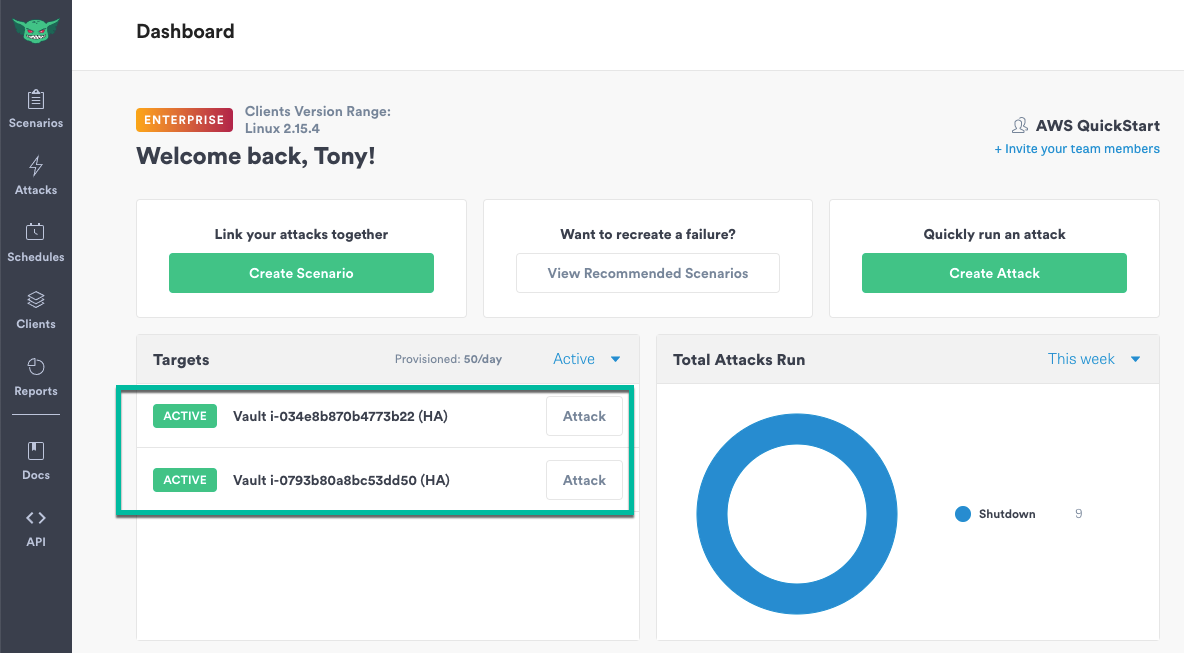 Dashboard
Scenarios
Attacks
Schedules
Clients
Reports
Docs
API
ENTERPRISE
Clients Version Range:
Linux 2.15.4
Welcome back, Tony!
AWS QuickStart
+ Invite your team members
Link your attacks together
Create Scenario
Want to recreate a failure?
View Recommended Scenarios
Quickly run an attack
Create Attack
Targets
Provisioned: 50/day
Active
ACTIVE
Vault i-034e8b870b4773b22 (HA)
Attack
ACTIVE
Vault i-0793b80a8bc53dd50 (HA)
Attack
Total Attacks Run
This week
Shutdown
9